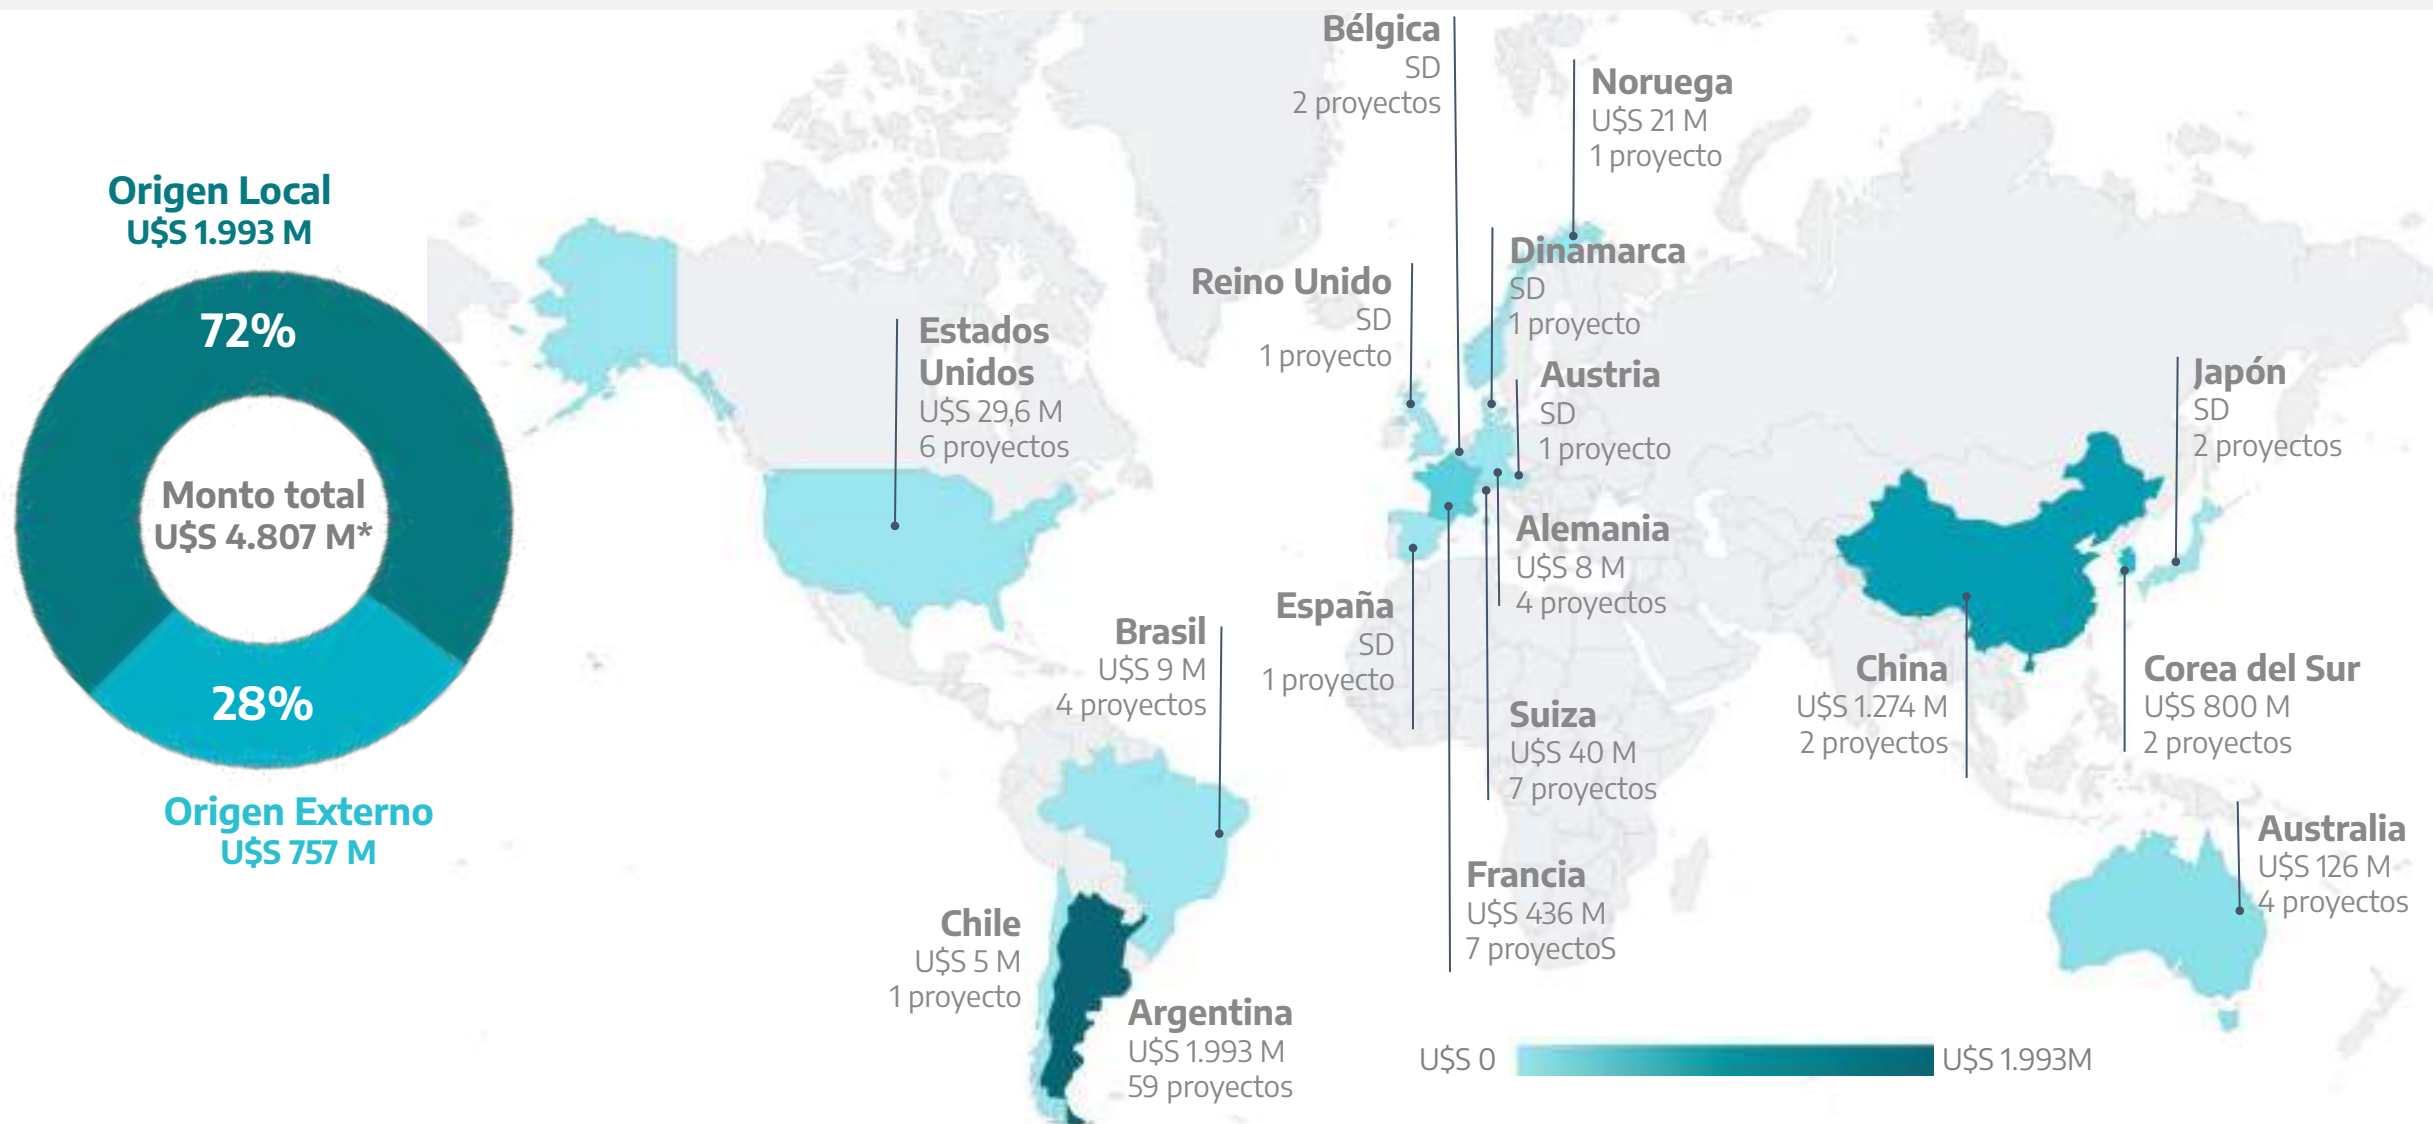 Origen Local
U$S 1.993 M
72%
Monto total
U$S 4.807 M*
28%
Origen Externo
U$S 757 M
Estados
Unidos
U$S 29,6 M
6 proyectos
Bélgica
SD
2 proyectos
Noruega
U$S 21 M
1 proyecto
Dinamarca
SD
1 proyecto
Reino Unido
SD
1 proyecto
Austria
SD
1 proyecto
Japón
SD
2 proyectos
Alemania
U$S 8 M
4 proyectos
España
SD
1 proyecto
Brasil
U$S 9 M
4 proyectos
Suiza
U$S 40 M
7 proyectos
China
U$S 1.274 M
2 proyectos
Corea del Sur
U$S 800 M
2 proyectos
Australia
U$S 126 M
4 proyectos
Francia
U$S 436 M
7 proyectoS
Chile
U$S 5 M
1 proyecto
Argentina
U$S 1.993 M
59 proyectos
U$S 0
U$S 1.993M